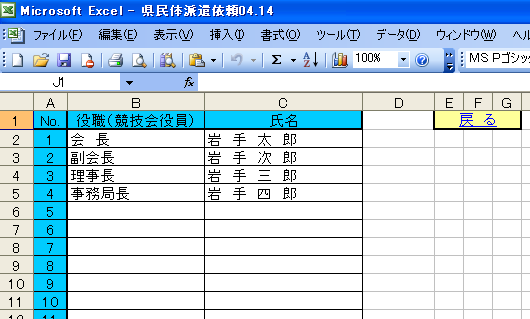 Microsoft Excel - 県民体派遣依頼04.14
ファイル(F) 編集(E) 表示(V) 挿入(I) 書式(O) ツール(T) データ(D) ウィンドウ(W) »
100% MS Pゴシッ
J1 fx
A B C D E F G
1 No. 役職(競技会役員) 氏名 戻 る
2 1 会 長 岩 手 太 郎
3 2 副会長 岩 手 次 郎
4 3 理事長 岩 手 三 郎
5 4 事務局長 岩 手 四 郎
6 5
7 6
8 7
9 8
10 9
11 10